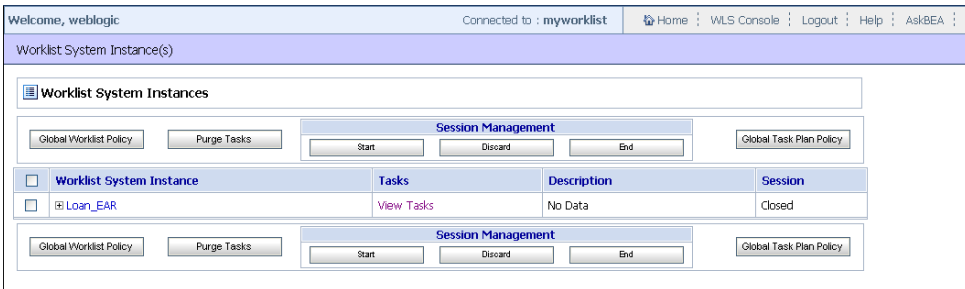 Welcome, weblogic Connected to : myworklist Home WLS Console Logout Help AskBEA
Worklist System Instance(s)
Worklist System Instances
Session Management
Global Worklist Policy Purge Tasks Start Discard End Global Task Plan Policy
Worklist System Instance Tasks Description Session
Loan_EAR View Tasks No Data Closed
Session Management
Global Worklist Policy Purge Tasks Start Discard End Global Task Plan Policy